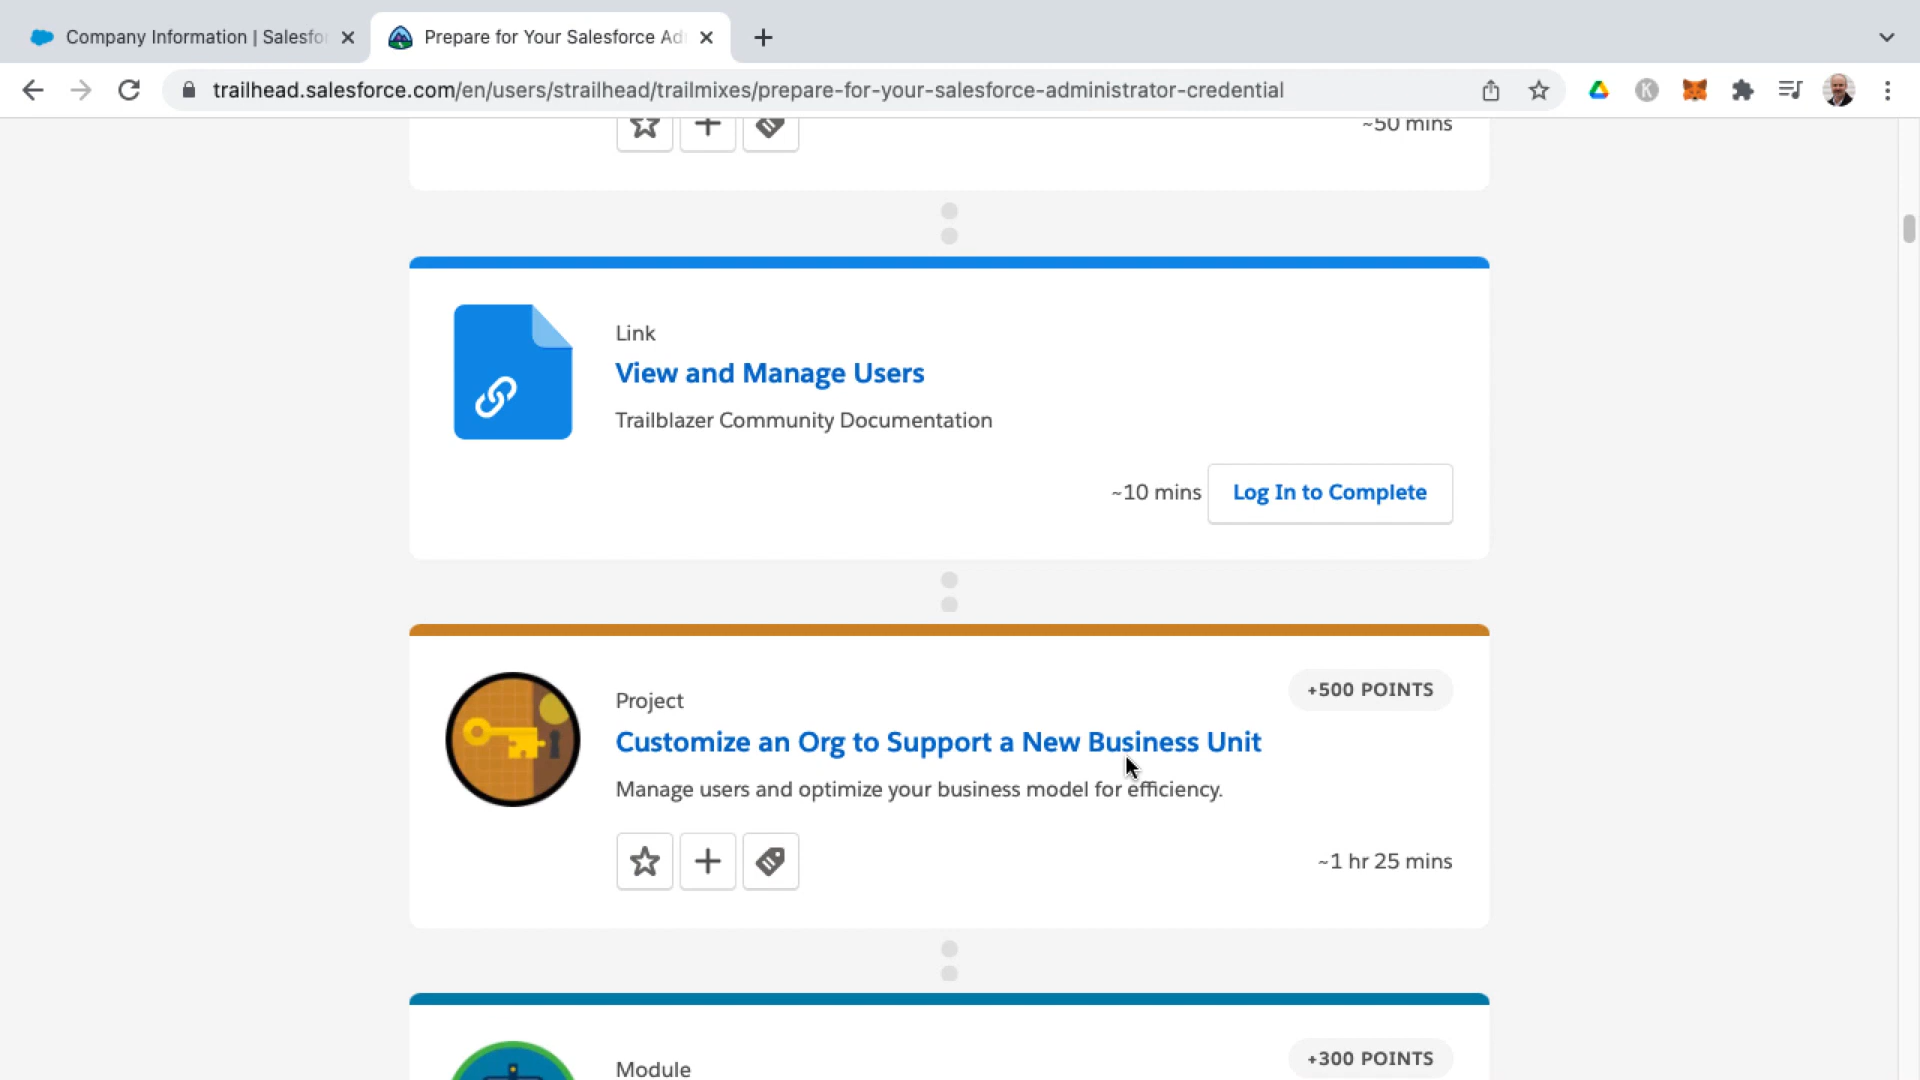 Company Information | Salesfo
Prepare for Your Salesforce Ad
trailhead.salesforce.com/en/users/strailhead/trailmixes/prepare-for-your-salesforce-administrator-credential
K
~50 mins
Link
View and Manage Users
Trailblazer Community Documentation
~10 mins
Log In to Complete
+500 POINTS
Project
Customize an Org to Support a New Business Unit
Manage users and optimize your business model for efficiency.
~1 hr 25 mins
+300 POINTS
Module